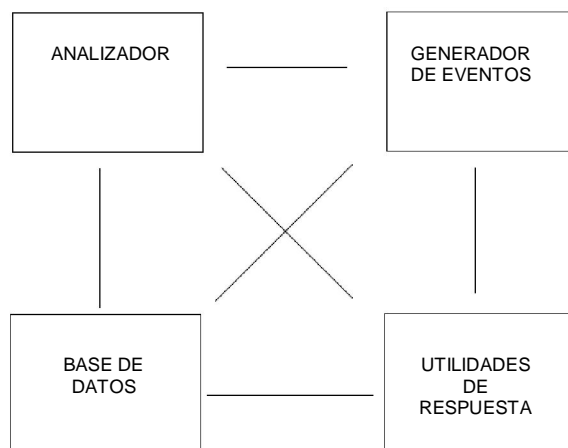 ANALIZADOR
GENERADOR
DE EVENTOS
BASE DE
DATOS
UTILIDADES
DE
RESPUESTA